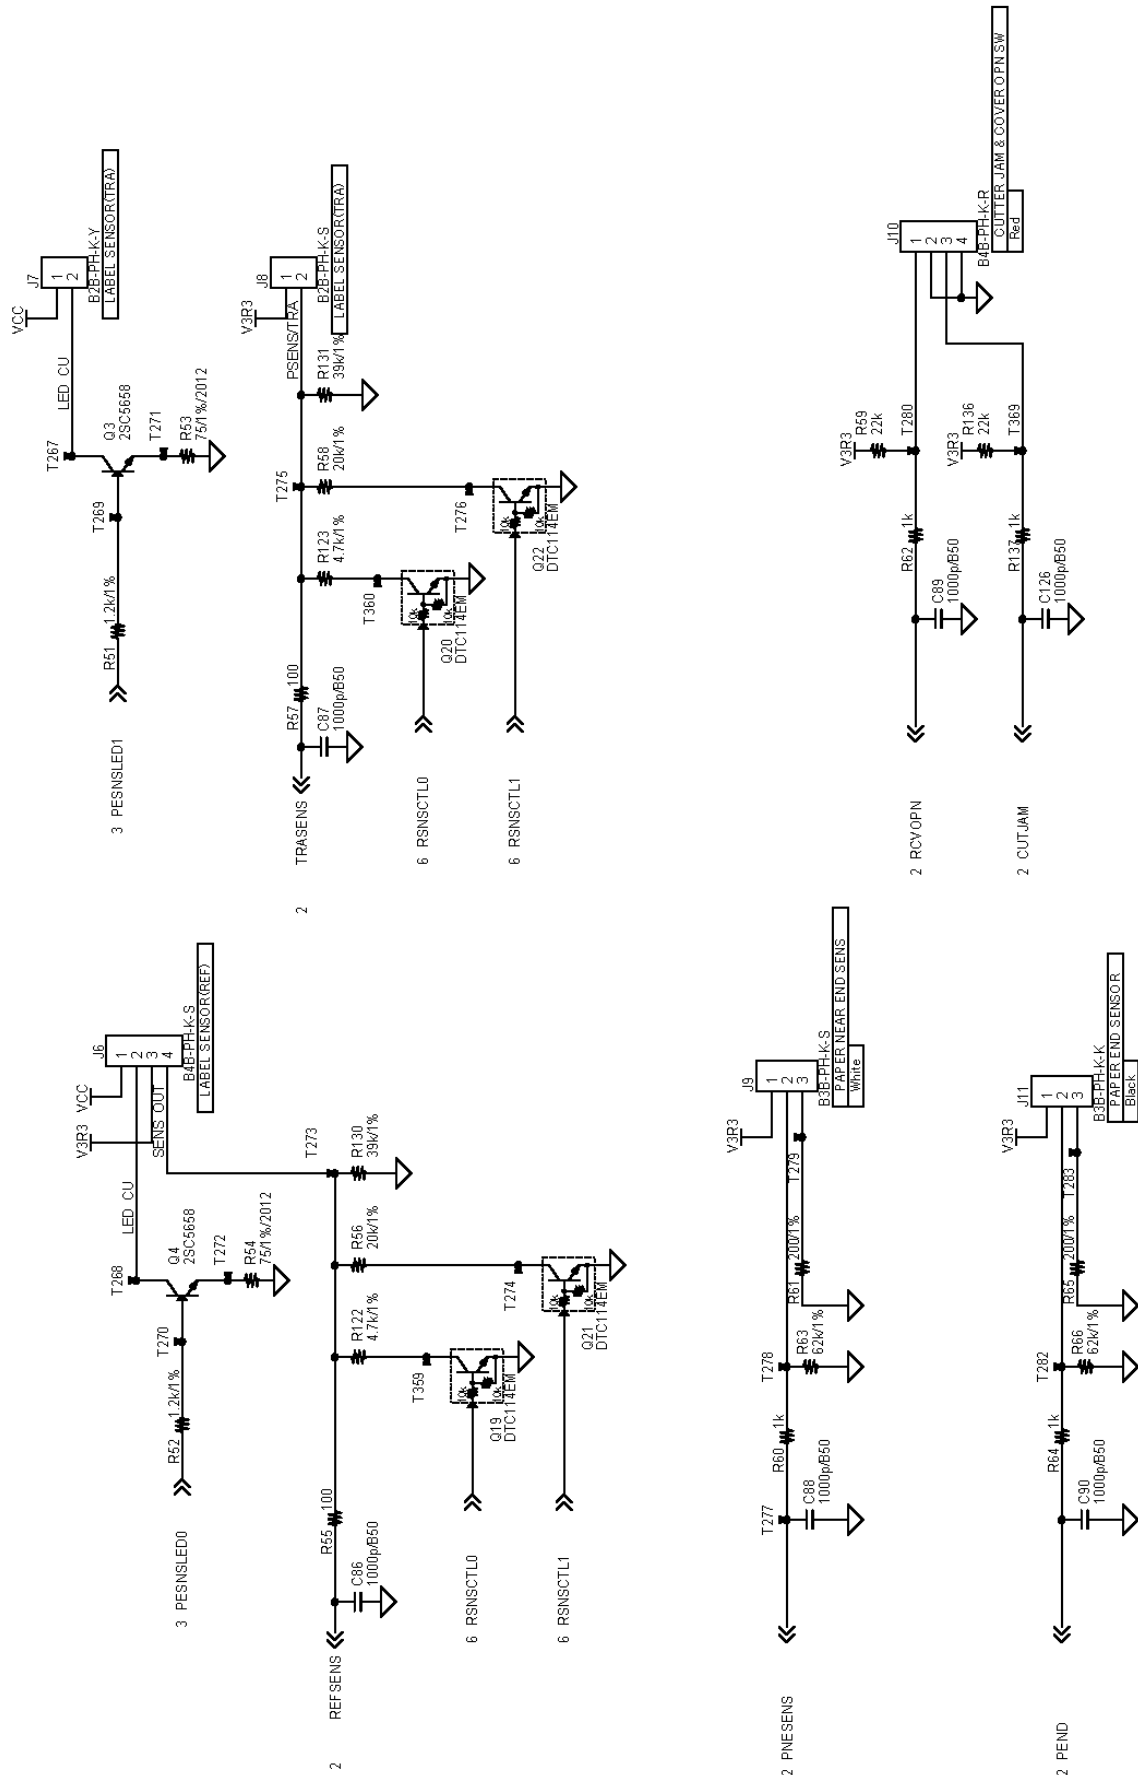 3 PESNSLED0
R52
1.2k/1%
T270
T268
Q4
2SC5658
T272
R54
75/1%/2012
LED CU
V3R3
VCC
SENS OUT
J6
1
2
3
4
B4B-PH-K-S
LABEL SENSOR(REF)
2
REFSENS
R55
100
C86
1000p/B50
R122
4.7k/1%
R56
20k/1%
T273
R130
39k/1%
T359
10k
10k
Q19
DTC114EM
T274
10k
10k
Q21
DTC114EM
6 RSNSCTL0
6 RSNSCTL1
3 PESNSLED1
R51
1.2k/1%
T269
T267
Q3
2SC5658
T271
R53
75/1%/2012
LED CU
VCC
J7
1
2
B2B-PH-K-Y
LABEL SENSOR(TRA)
2
TRASENS
R57
100
C87
1000p/B50
R123
4.7k/1%
T275
R58
20k/1%
R131
39k/1%
PSENS/TRA
V3R3
J8
1
2
B2B-PH-K-S
LABEL SENSOR(TRA)
T360
10k
10k
Q20
DTC114EM
T276
10k
10k
Q22
DTC114EM
6 RSNSCTL0
6 RSNSCTL1
2 PNESENS
T277
C88
1000p/B50
R60
1k
T278
R63
62k/1%
R61
200/1%
T279
V3R3
J9
1
2
3
B3B-PH-K-S
PAPER NEAR END SENS
White
2 PEND
C90
1000p/B50
R64
1k
T282
R66
62k/1%
R65
200/1%
T283
V3R3
J11
1
2
3
B3B-PH-K-K
PAPER END SENSOR
Black
2 RCVOPN
C89
1000p/B50
R62
1k
V3R3
R59
22k
T280
2 CUTJAM
C126
1000p/B50
R137
1k
V3R3
R136
22k
T369
J10
1
2
3
4
B4B-PH-K-R
CUTTER JAM & COVER OPN SW
Red